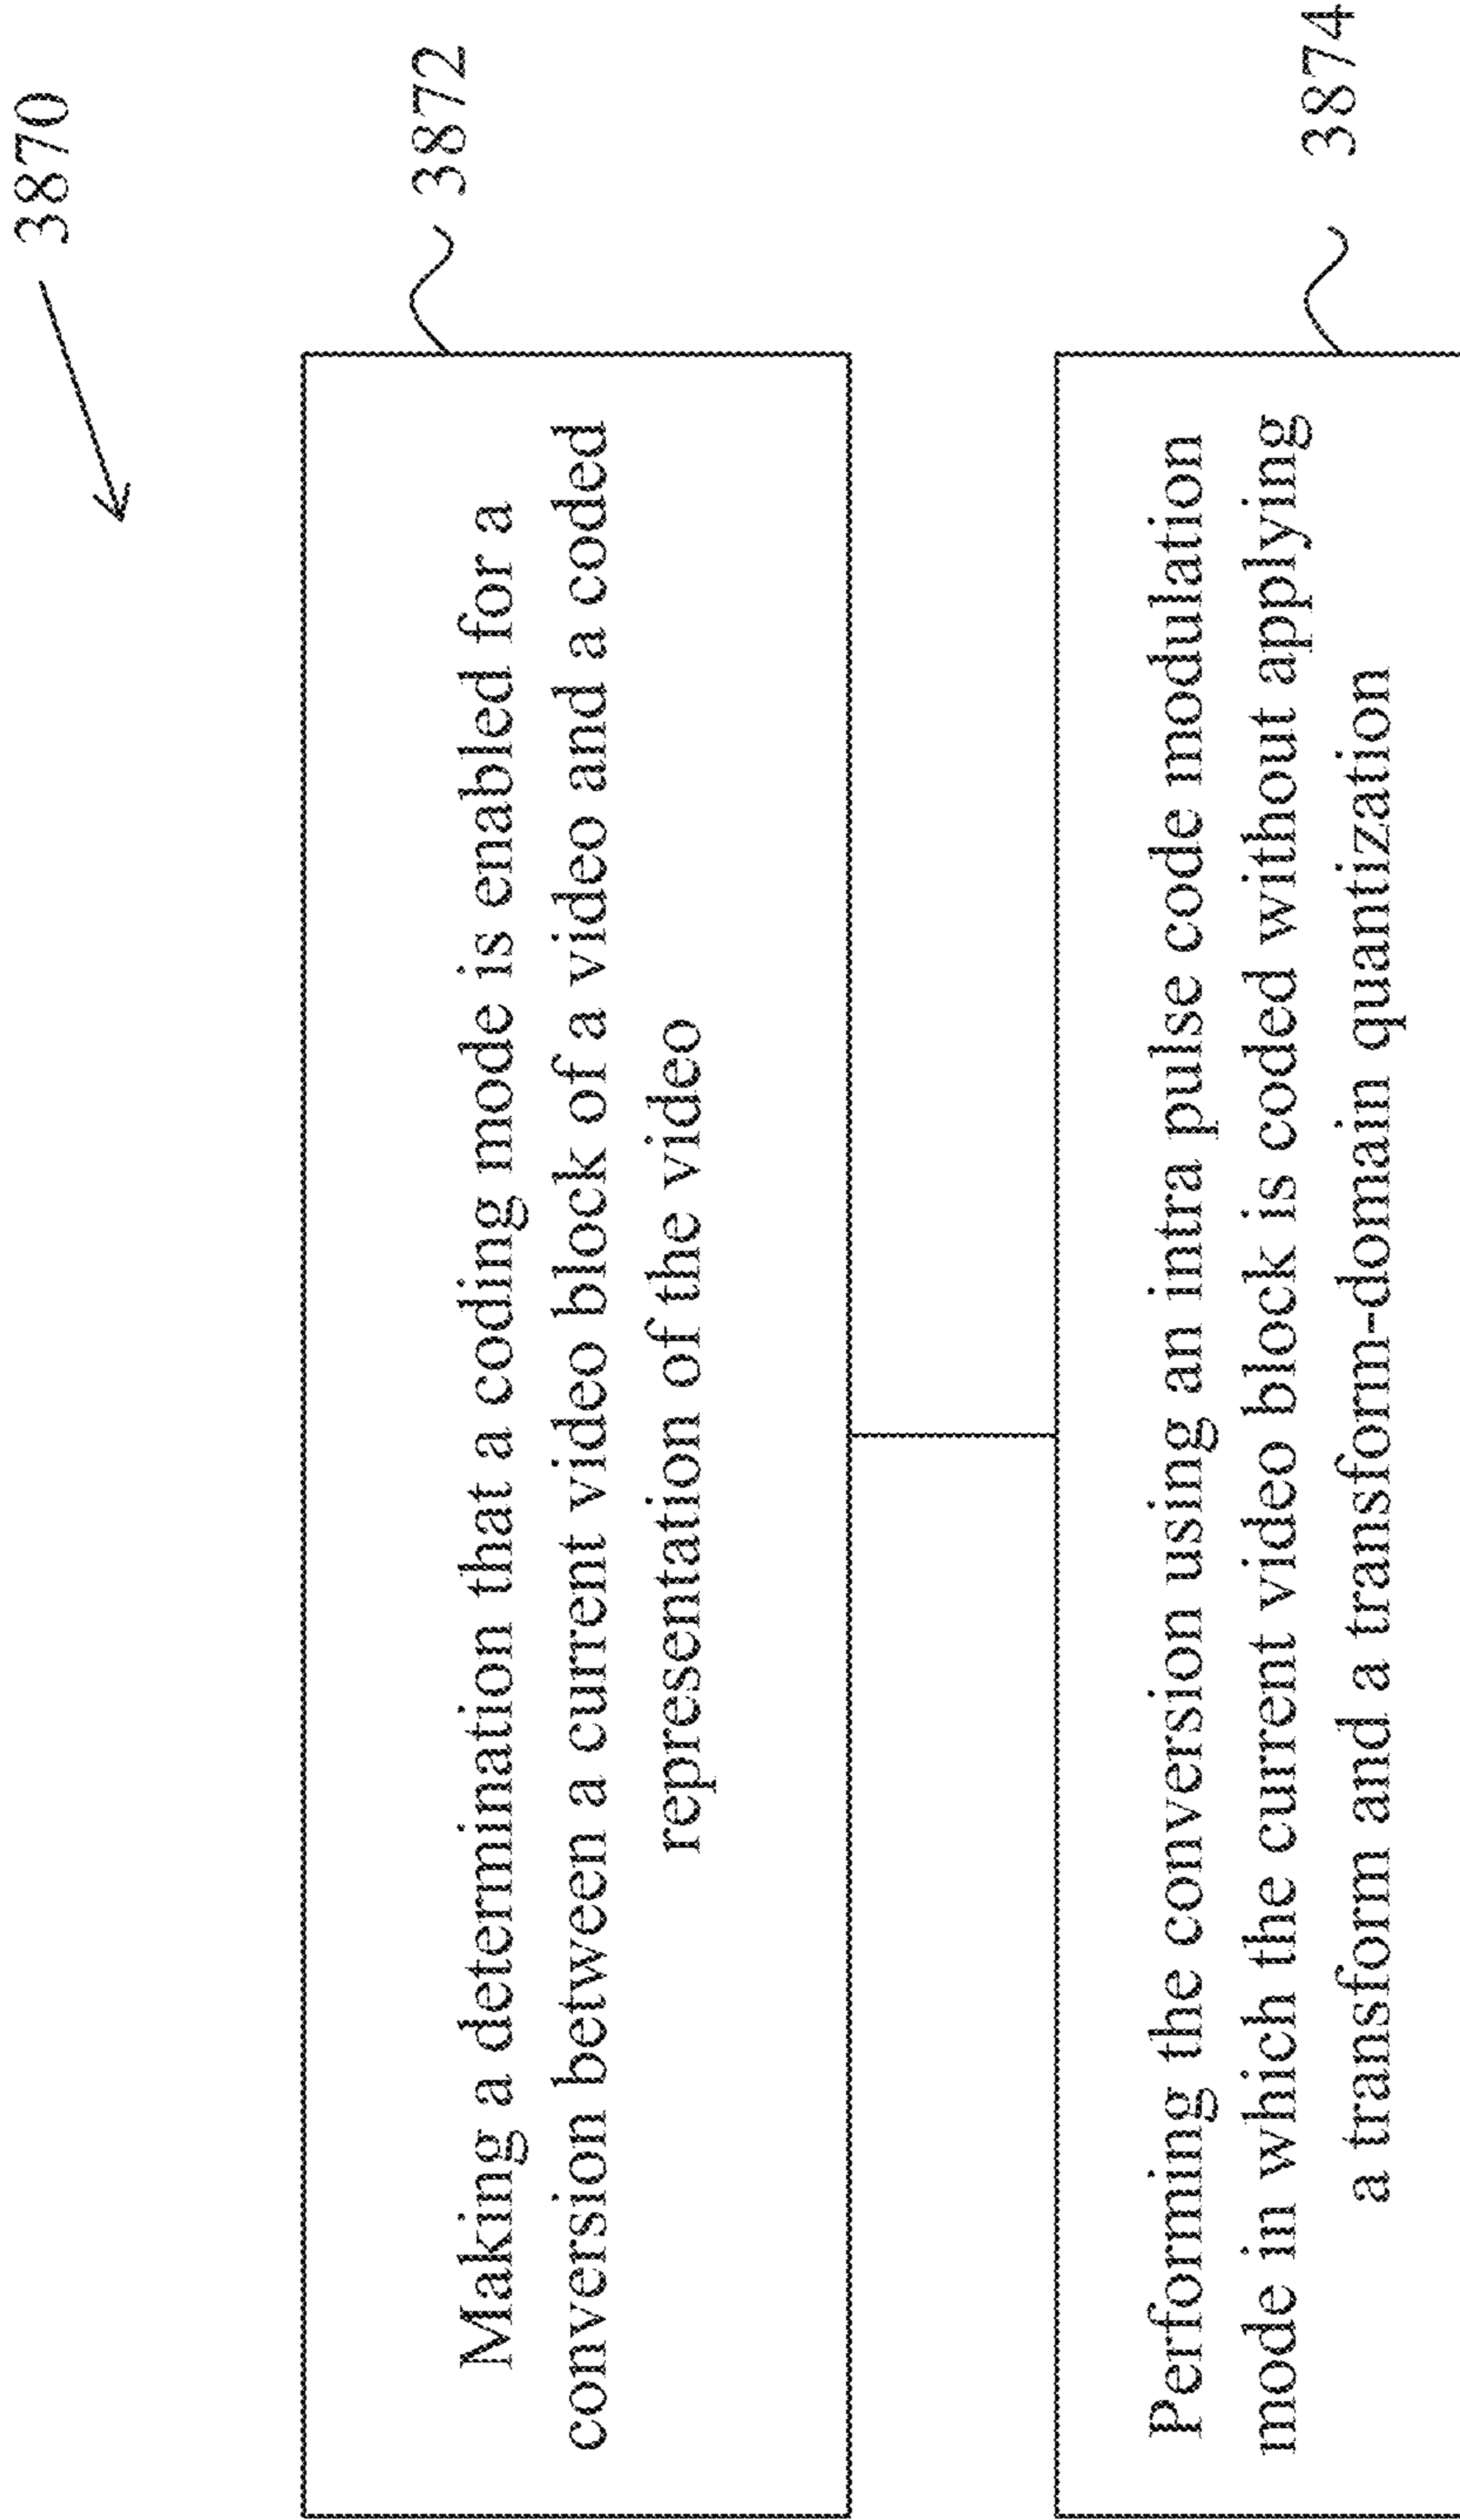 3870
3872
Making a determination that a coding mode is enabled for a
conversion between a current video block of a video and a coded
representation of the video
3874
Performing the conversion using an intra pulse code modulation
mode in which the current video block is coded without applying
a transform and a transform-domain quantization